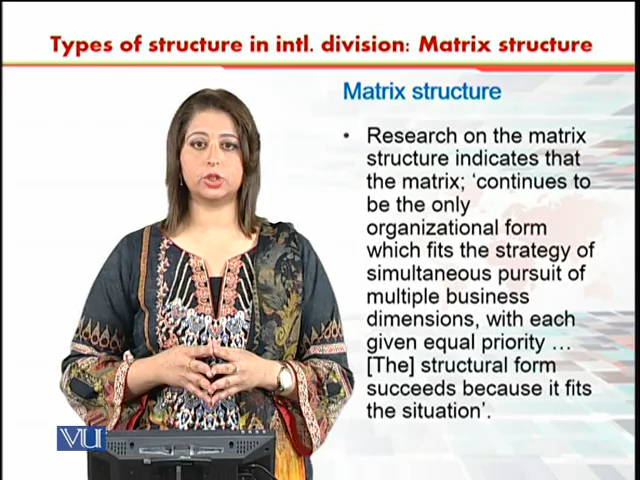 Types of structure in intl. division: Matrix structure
Matrix structure
• Research on the matrix
structure indicates that
the matrix; ‘continues to
be the only
organizational form
which fits the strategy of
simultaneous pursuit of
multiple business
dimensions, with each
given equal priority …
[The] structural form
succeeds because it fits
the situation’.
VU